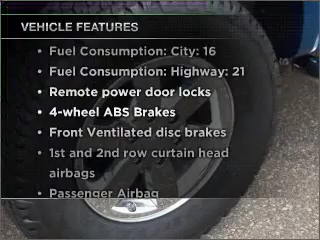 VEHICLE FEATURES
• Fuel Consumption: City: 16
• Fuel Consumption: Highway: 21
• Remote power door locks
• 4-wheel ABS Brakes
• Front Ventilated disc brakes
• 1st and 2nd row curtain head
airbags
• Passenger Airbag